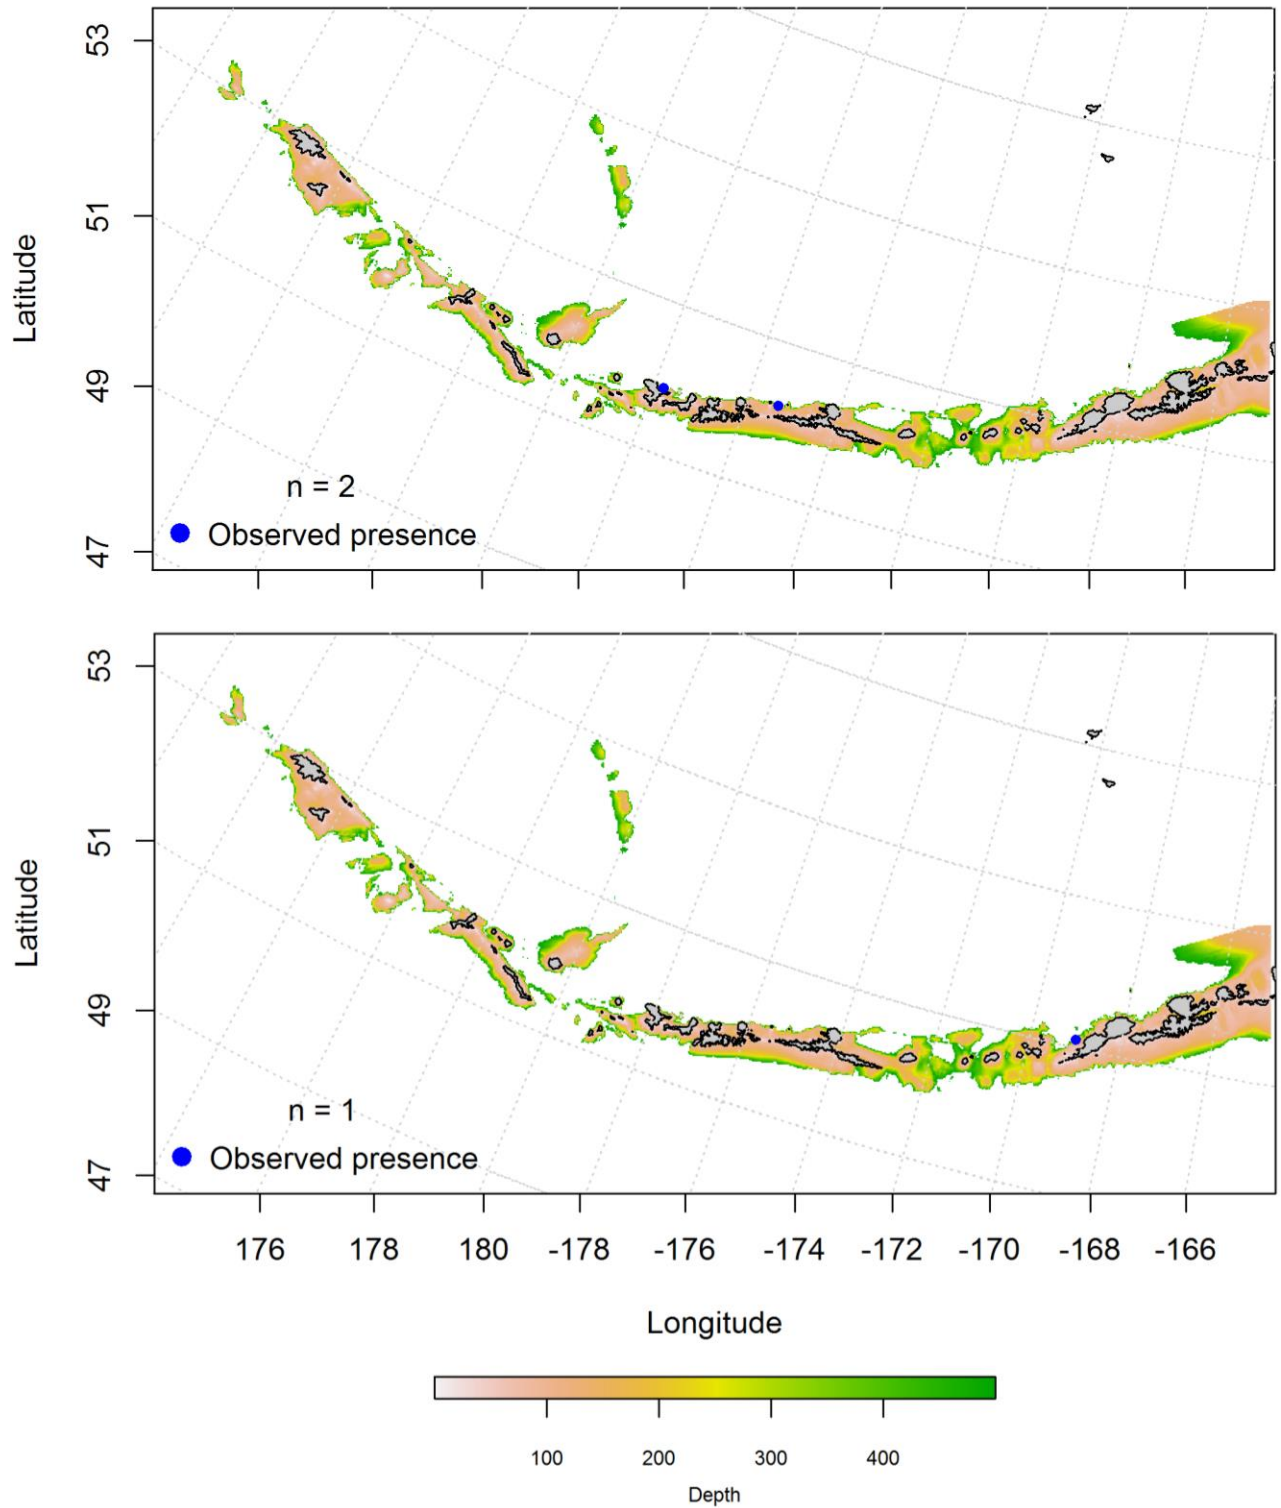 53
51
49
47
Latitude
n = 2
Observed presence
53
51
49
47
Latitude
n = 1
Observed presence
176 178 180 -178 -176 -174 -172 -170 -168 -166
Longitude
100 200 300 400
Depth